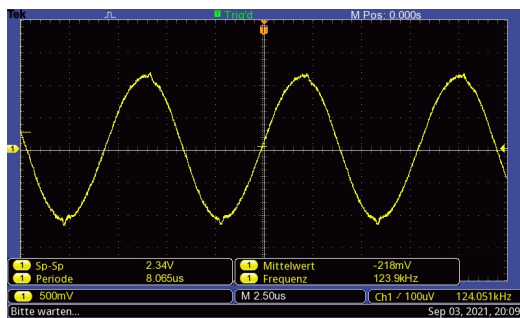 Tek
T Trig'd
M Pos: 0.000s
T
1
1 Sp-Sp 2.34V
1 Periode 8.065us
1 Mittelwert -218mV
1 Frequenz 123.9kHz
1 500mV
M 2.50us
Ch1 / 100uV 124.051kHz
Bitte warten...
Sep 03, 2021, 20:09